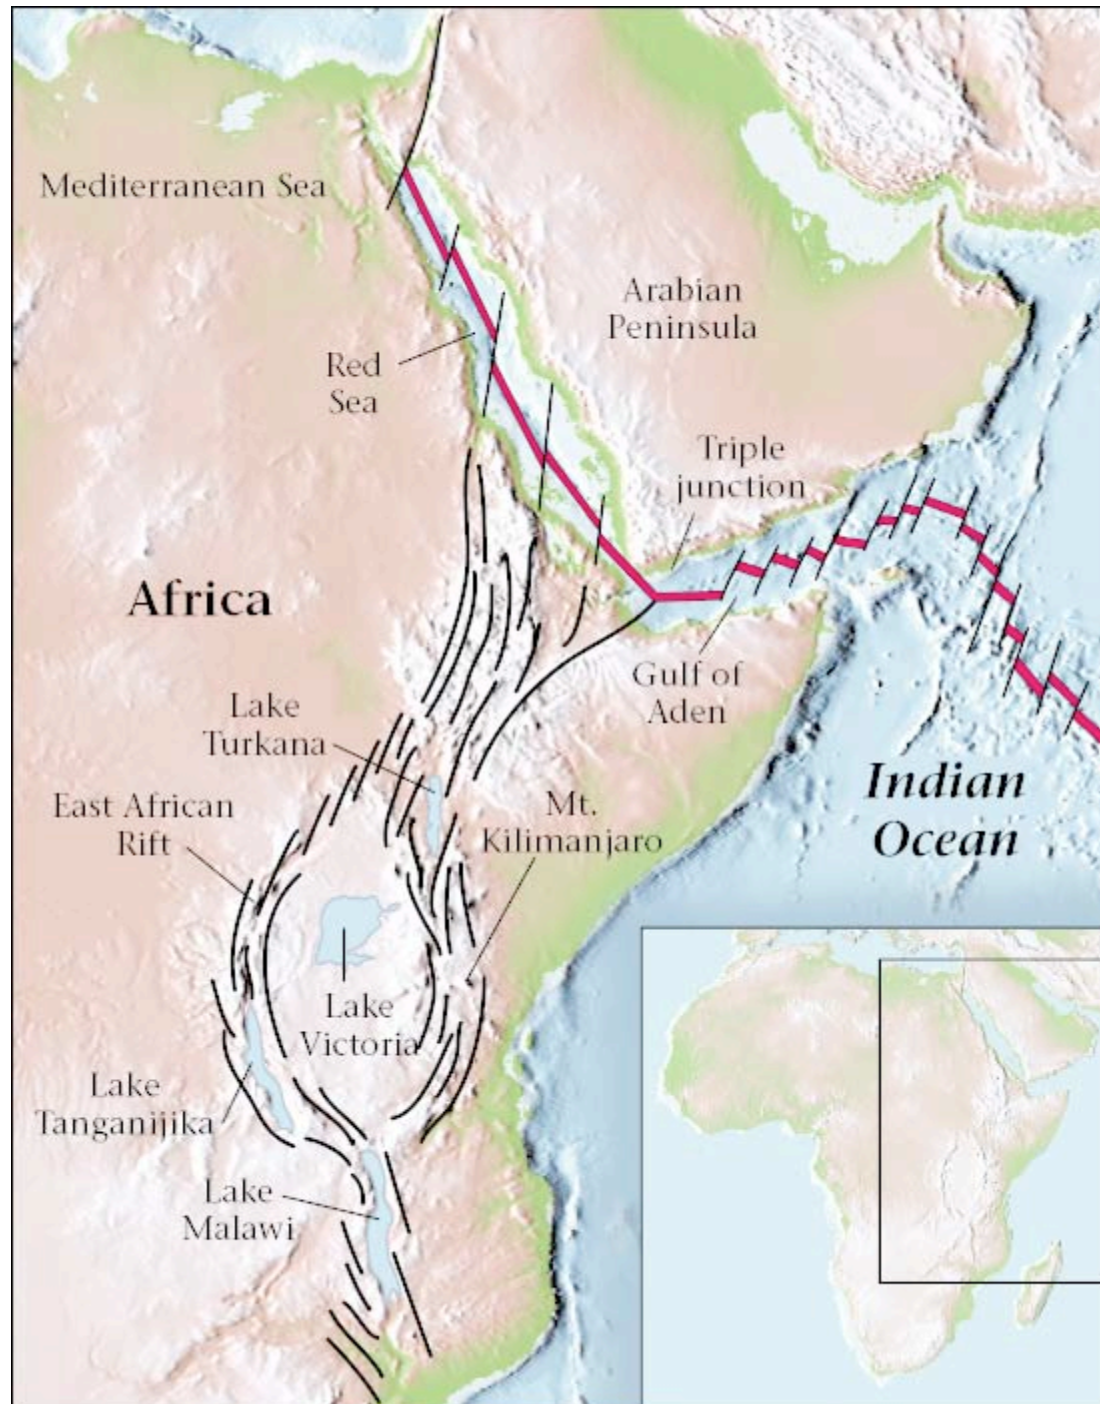 Mediterranean Sea
Arabian
Peninsula
Red
Sea
Triple
junction
Africa
Gulf of
Aden
Lake
Turkana
Indian
Ocean
East African
Rift
Mt.
Kilimanjaro
Lake
Victoria
Lake
Tanganijika
Lake
Malawi